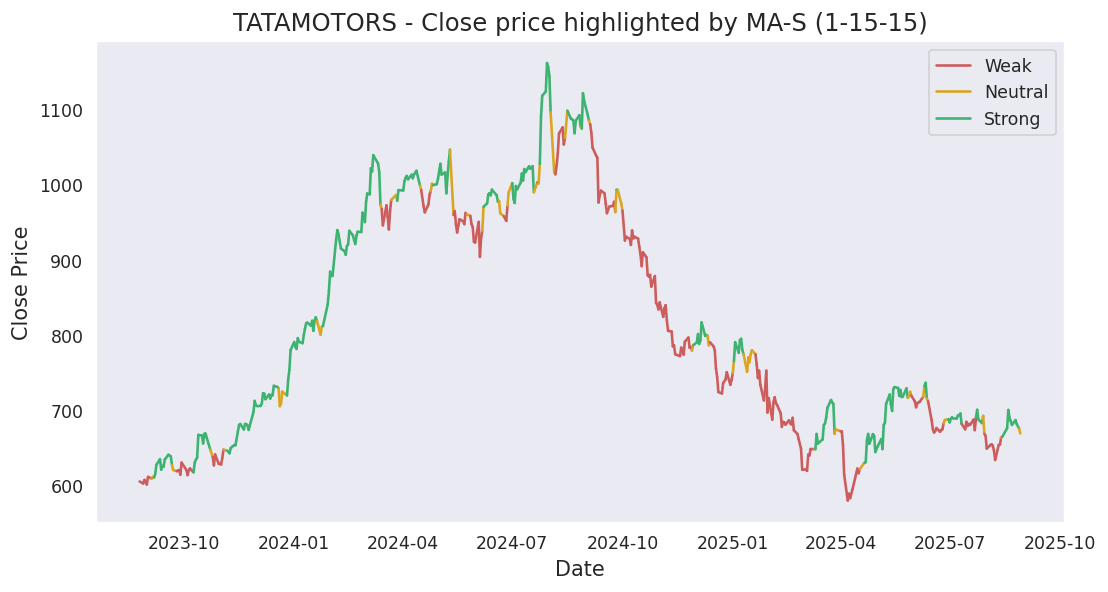 TATAMOTORS - Close price highlighted by MA-S (1-15-15)
Weak
Neutral
Strong
Close Price
1100
1000
900
800
700
600
2023-10
2024-01
2024-04
2024-07
2024-10
2025-01
2025-04
2025-07
2025-10
Date